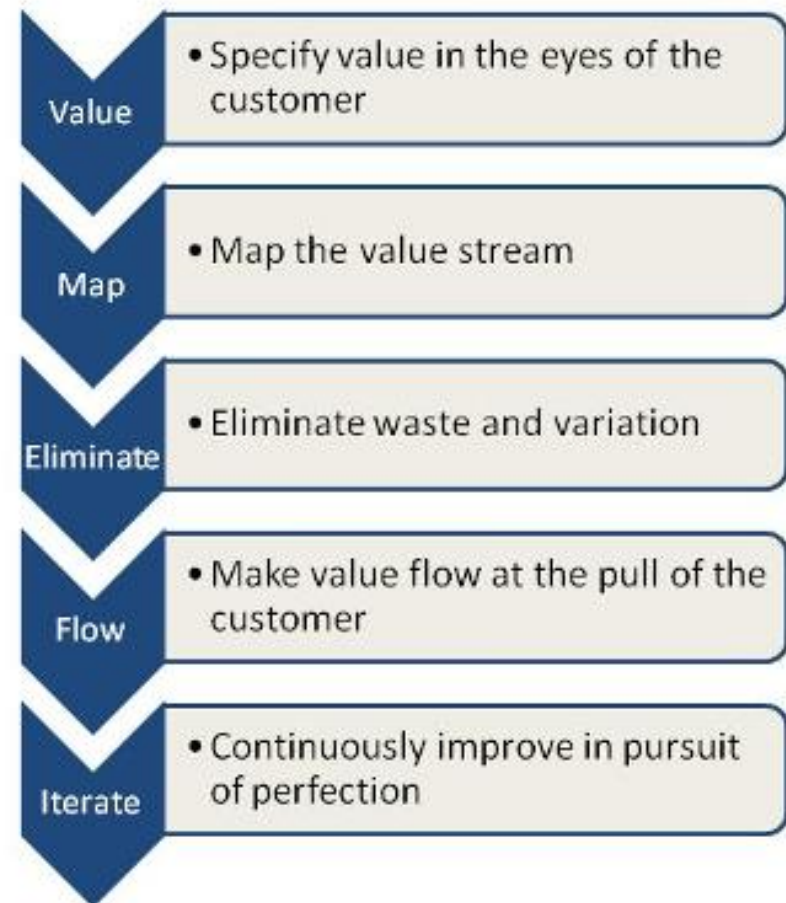 Value
• Specify value in the eyes of the
customer
Map
• Map the value stream
Eliminate
• Eliminate waste and variation
Flow
• Make value flow at the pull of the
customer
Iterate
• Continuously improve in pursuit
of perfection